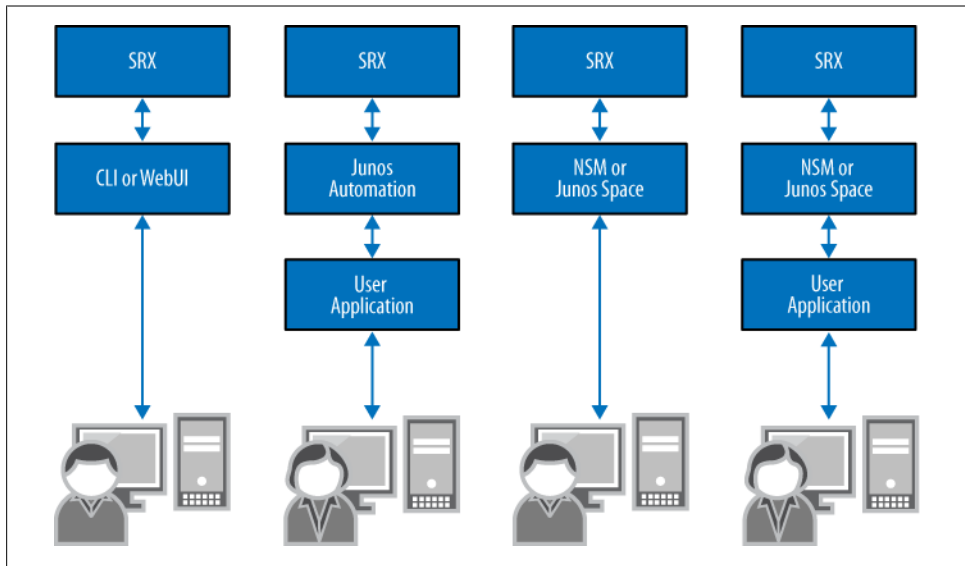 SRX
SRX
SRX
SRX
CLI or WebUI
Junos
Automation
NSM or
Junos Space
NSM or
Junos Space
User
Application
User
Application